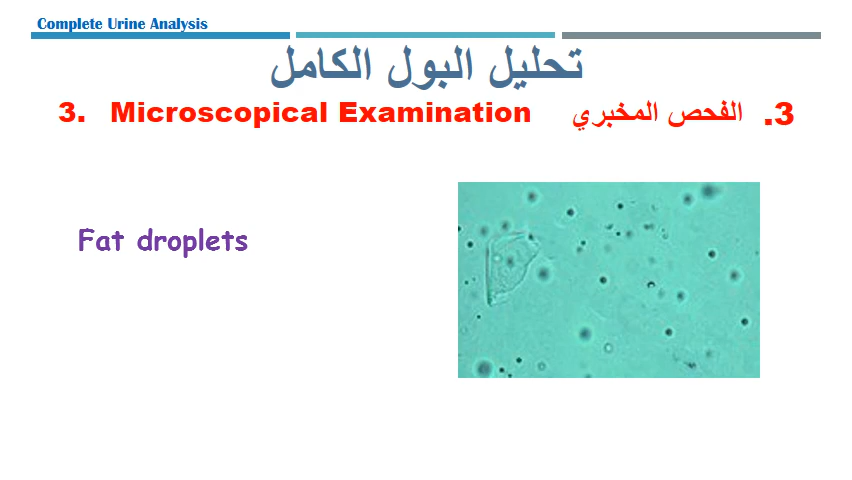 Complete Urine Analysis
تحليل البول الكامل
3. Microscopical Examination
3. الفحص المخبري
Fat droplets